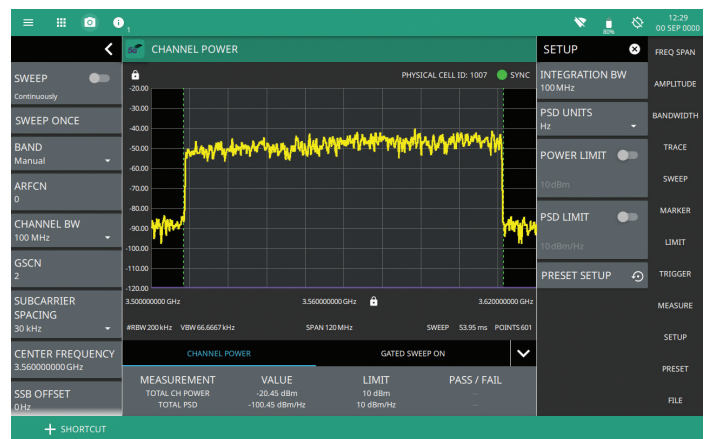 1
80%
12:29
00 SEP 0000
SWEEP
Continuously
SWEEP ONCE
BAND
Manual
ARFCN
0
CHANNEL BW
100 MHz
GSCN
2
SUBCARRIER
SPACING
30 kHz
CENTER FREQUENCY
3.560000000 GHz
SSB OFFSET
0 Hz
+ SHORTCUT
5G
CHANNEL POWER
PHYSICAL CELL ID: 1007
SYNC
-20.00
-30.00
-40.00
-50.00
-60.00
-70.00
-80.00
-90.00
-100.00
-110.00
-120.00
3.500000000 GHz
3.560000000 GHz
3.620000000 GHz
#RBW 200 kHz VBW 66.6667 kHz SPAN 120 MHz SWEEP 53.95 ms POINTS 601
CHANNEL POWER
GATED SWEEP ON
MEASUREMENT VALUE LIMIT PASS / FAIL
TOTAL CH POWER -20.45 dBm 10 dBm --
TOTAL PSD -100.45 dBm/Hz 10 dBm/Hz --
SETUP
INTEGRATION BW
100 MHz
PSD UNITS
Hz
POWER LIMIT
10 dBm
PSD LIMIT
10 dBm/Hz
PRESET SETUP
FREQ SPAN
AMPLITUDE
BANDWIDTH
TRACE
SWEEP
MARKER
LIMIT
TRIGGER
MEASURE
SETUP
PRESET
FILE